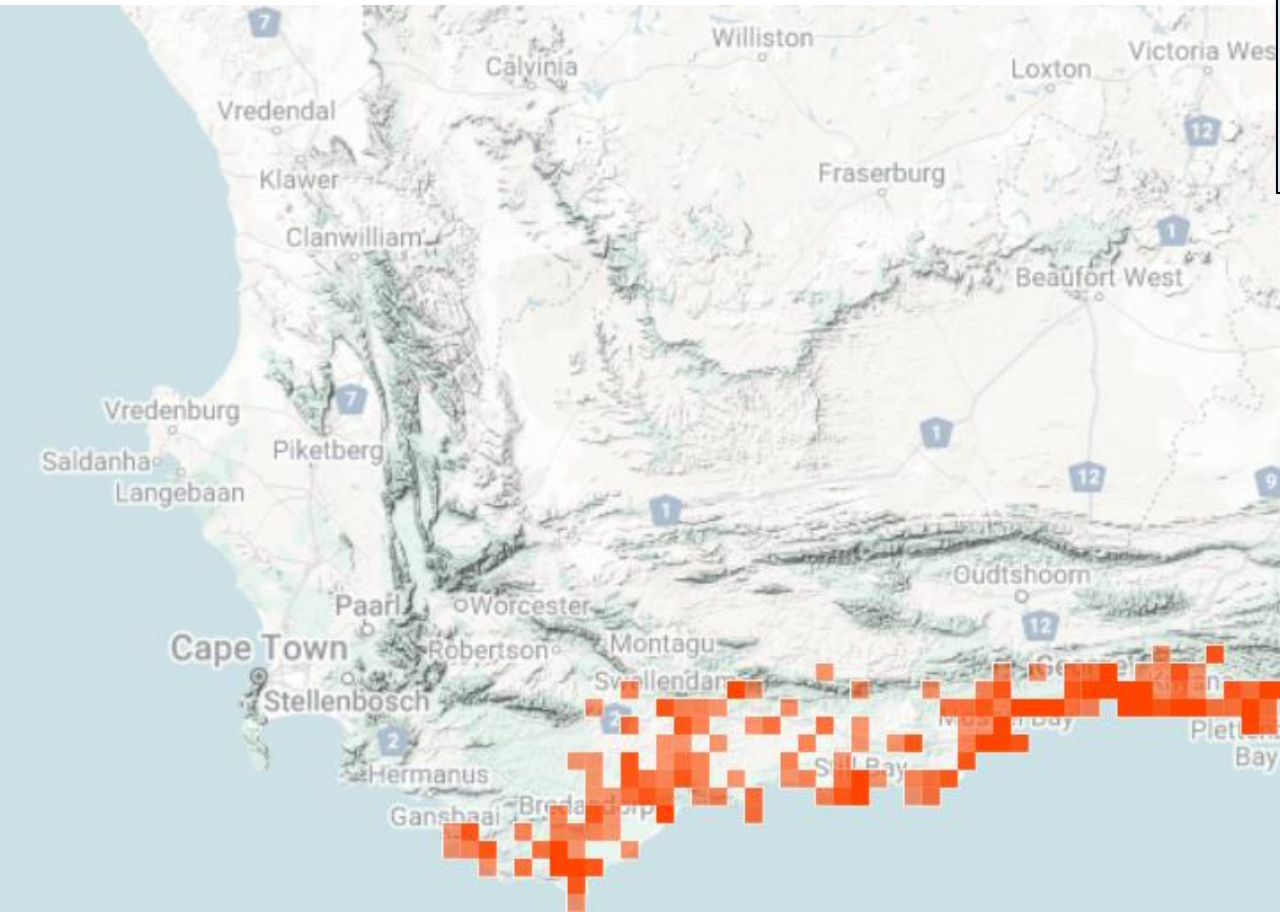 7
Williston
Victoria Wes
Calvinia
Loxton
Vredendal
12
Fraserburg
Klawer
1
Clanwilliam
Beaufort West
7
Vredenburg
1
Piketberg
Saldanha
12
9
Langebaan
1
Oudtshoorn
Paarl
Worcester
12
Cape Town
Robertson
Montagu
Swellendam
Stellenbosch
2
2
Bay
Plett
Bay
Still Bay
Hermanus
Gansbaai
Bredasdorp